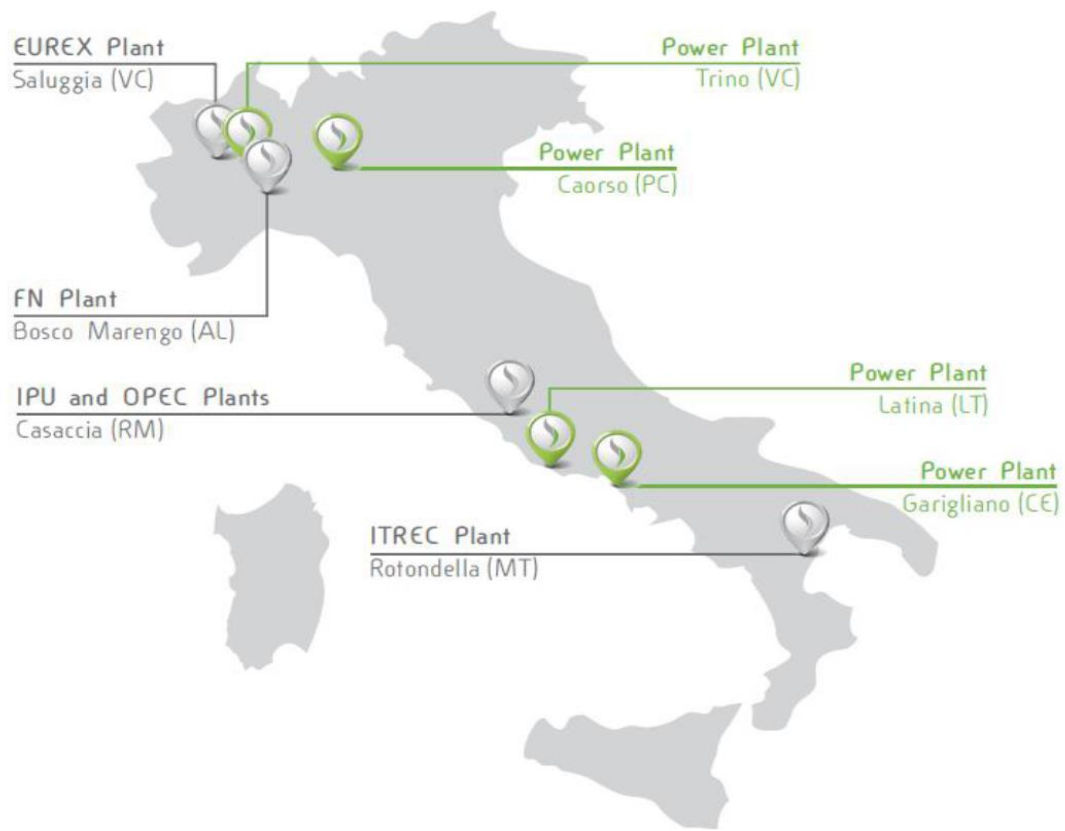 EUREX Plant
Saluggia (VC)
Power Plant
Trino (VC)
Power Plant
Caorso (PC)
FN Plant
Bosco Marengo (AL)
IPU and OPEC Plants
Casaccia (RM)
Power Plant
Latina (LT)
Power Plant
Garigliano (CE)
ITREC Plant
Rotondella (MT)